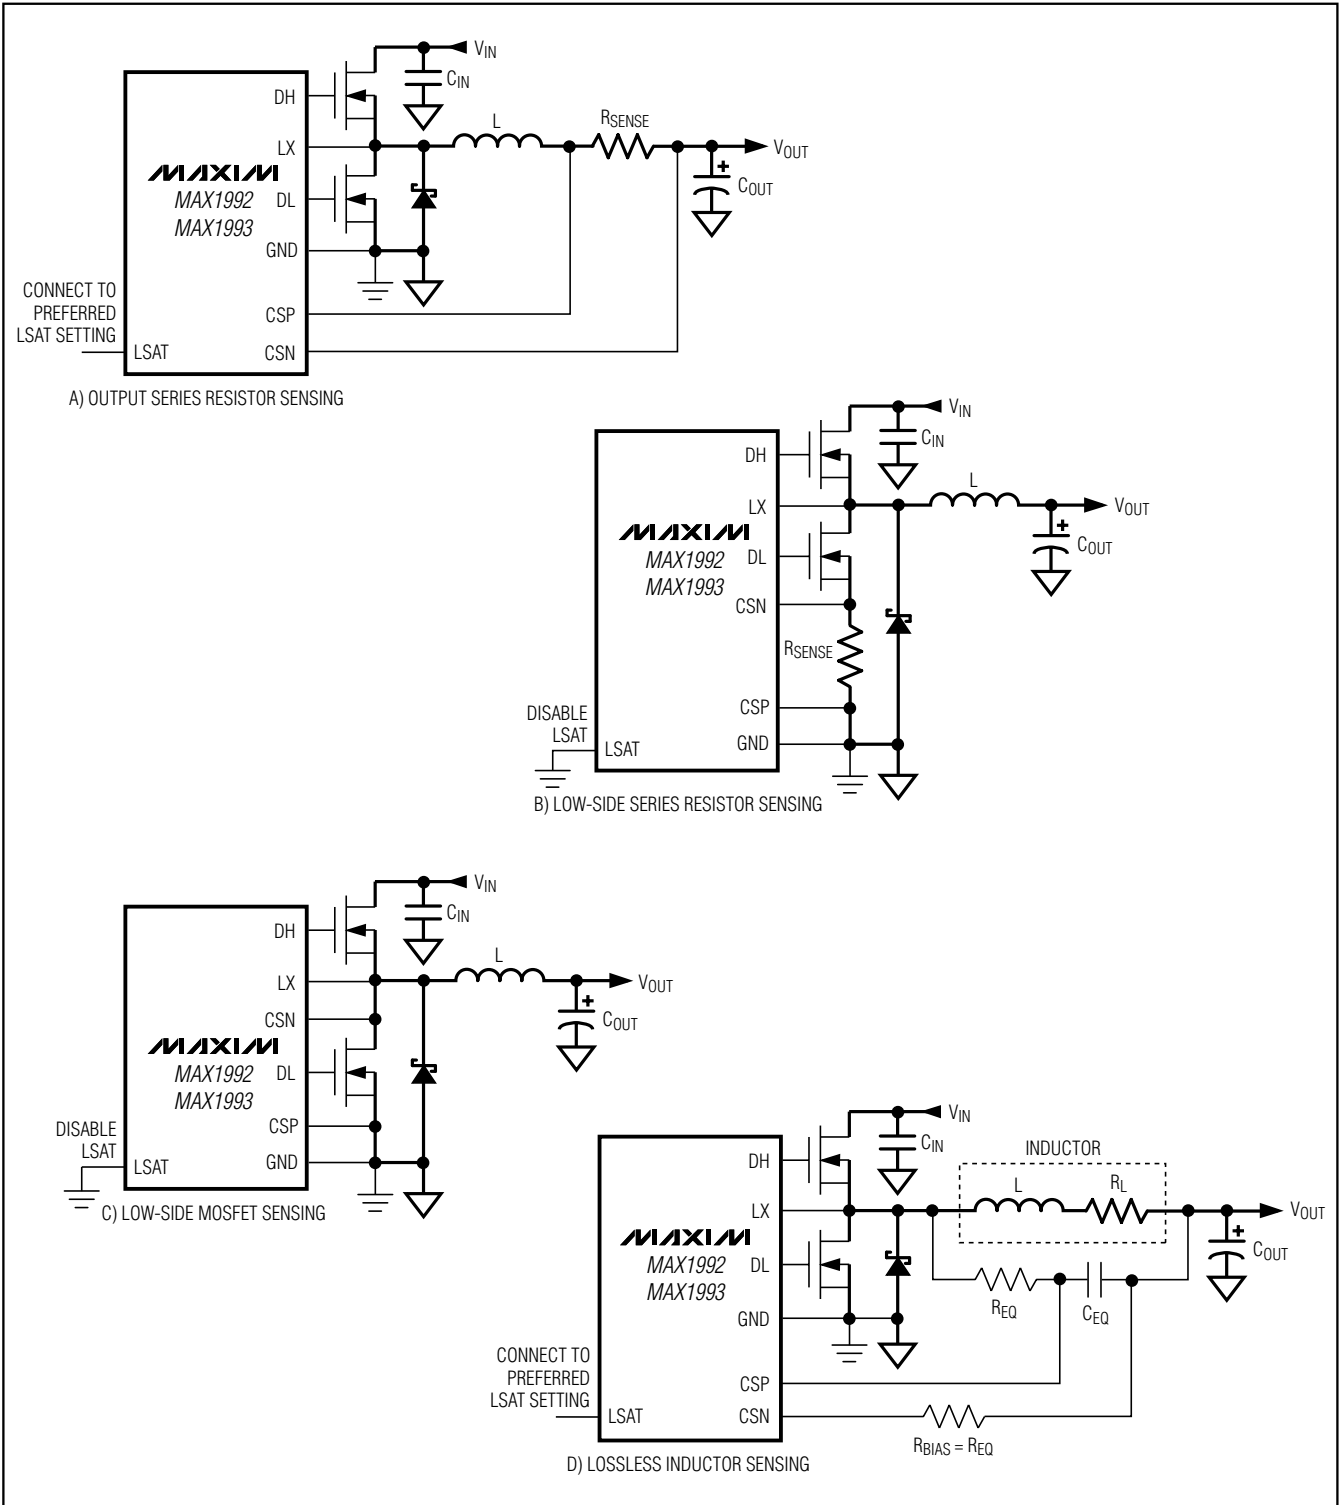 VIN
CIN
DH
L
RSENSE
LX
VOUT
MAXIM
MAX1992
MAX1993
DL
+
COUT
GND
CONNECT TO
PREFERRED
LSAT SETTING
CSP
LSAT
CSN
A) OUTPUT SERIES RESISTOR SENSING
VIN
CIN
DH
L
LX
VOUT
MAXIM
MAX1992
MAX1993
DL
+
COUT
CSN
RSENSE
CSP
DISABLE
LSAT
LSAT
GND
B) LOW-SIDE SERIES RESISTOR SENSING
VIN
CIN
DH
L
LX
VOUT
CSN
+
COUT
MAXIM
MAX1992
MAX1993
DL
CSP
DISABLE
LSAT
LSAT
GND
C) LOW-SIDE MOSFET SENSING
VIN
CIN
DH
INDUCTOR
L
RL
LX
VOUT
MAXIM
MAX1992
MAX1993
DL
+
COUT
REQ
CEQ
GND
CONNECT TO
PREFERRED
LSAT SETTING
CSP
LSAT
CSN
RBIAS = REQ
D) LOSSLESS INDUCTOR SENSING